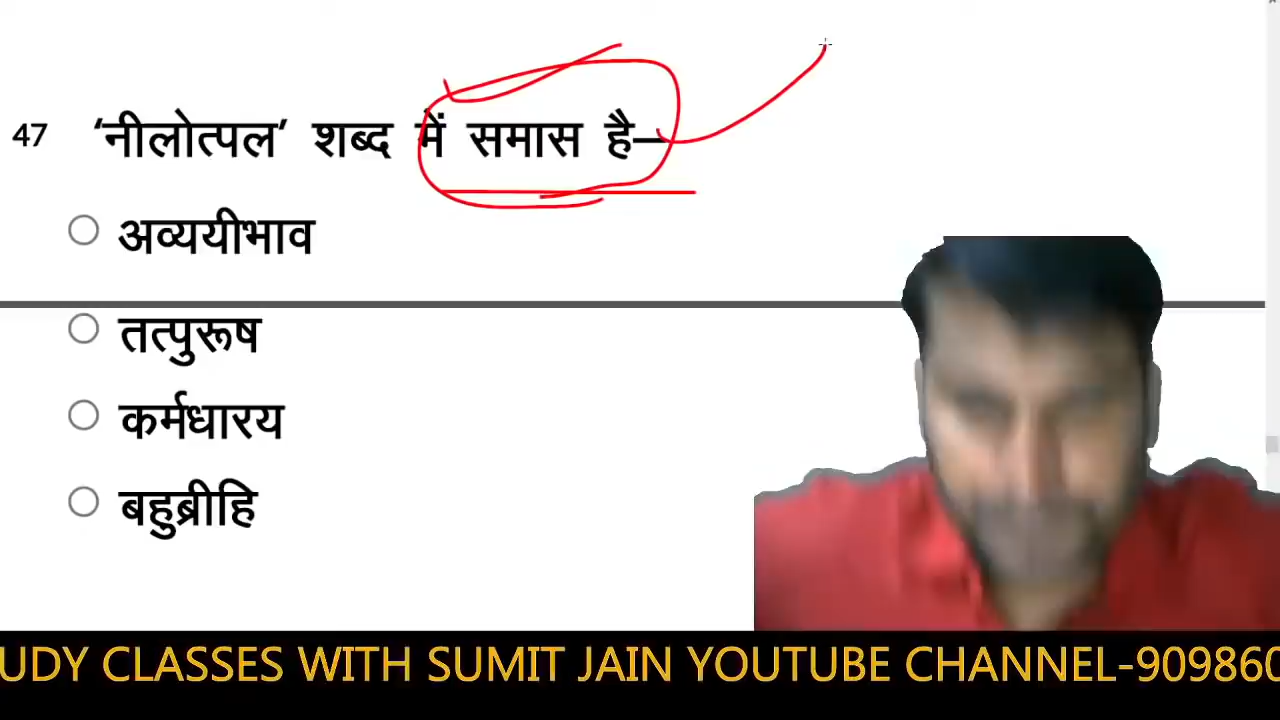 47 ‘नीलोत्पल’ शब्द में समास है–
अव्ययीभाव
तत्पुरूष
कर्मधारय
बहुब्रीहि
UDY CLASSES WITH SUMIT JAIN YOUTUBE CHANNEL-909860